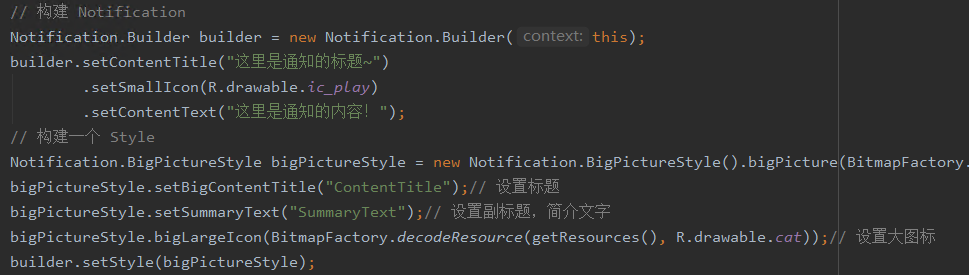 // 构建 Notification
Notification.Builder builder = new Notification.Builder( context: this);
builder.setContentTitle("这里是通知的标题~")
.setSmallIcon(R.drawable.ic_play)
.setContentText("这里是通知的内容！");
// 构建一个 Style
Notification.BigPictureStyle bigPictureStyle = new Notification.BigPictureStyle().bigPicture(BitmapFactory.
bigPictureStyle.setBigContentTitle("ContentTitle");// 设置标题
bigPictureStyle.setSummaryText("SummaryText");// 设置副标题，简介文字
bigPictureStyle.bigLargeIcon(BitmapFactory.decodeResource(getResources(), R.drawable.cat));// 设置大图标
builder.setStyle(bigPictureStyle);